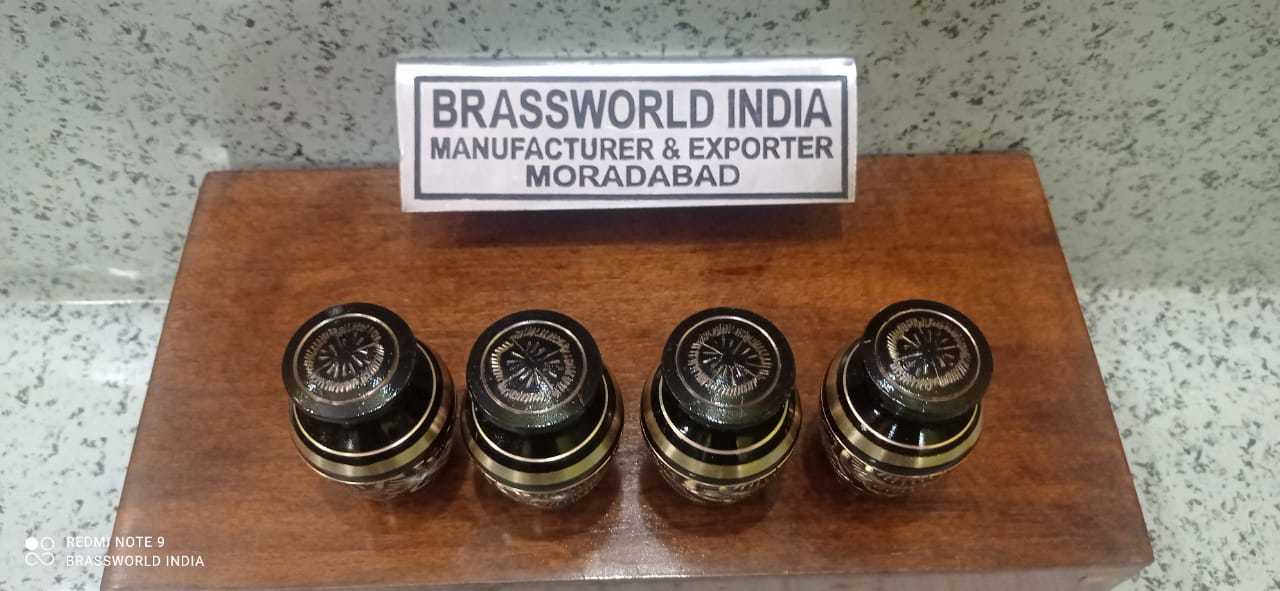 BRASSWORLD INDIA
MANUFACTURER & EXPORTER
MORADABAD
REDMI NOTE 9
BRASSWORLD INDIA